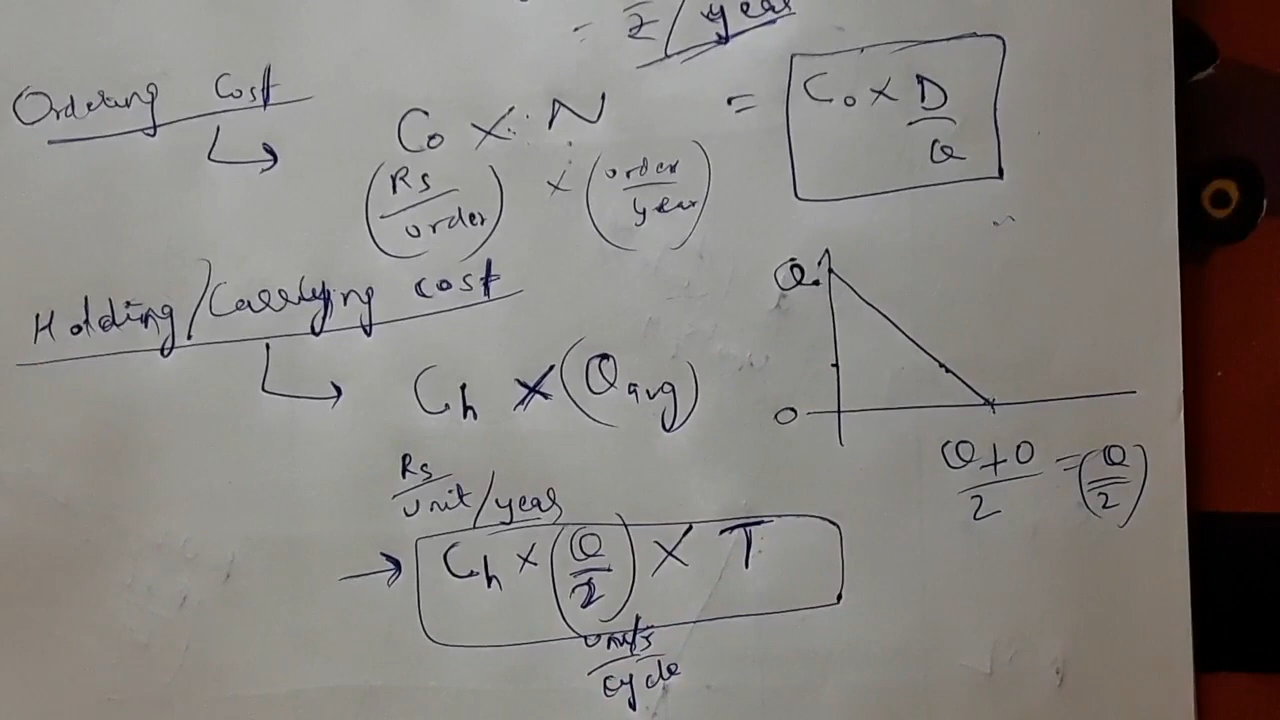 = z / year
Ordering Cost
Co × N = Co × D/Q
(Rs/order) × (order/year)
Holding/Carrying cost
Q
Ch × (Qavg)
0
Q+0/2 = (Q/2)
Rs/unit/year
Ch × (Q/2) × T
units/cycle